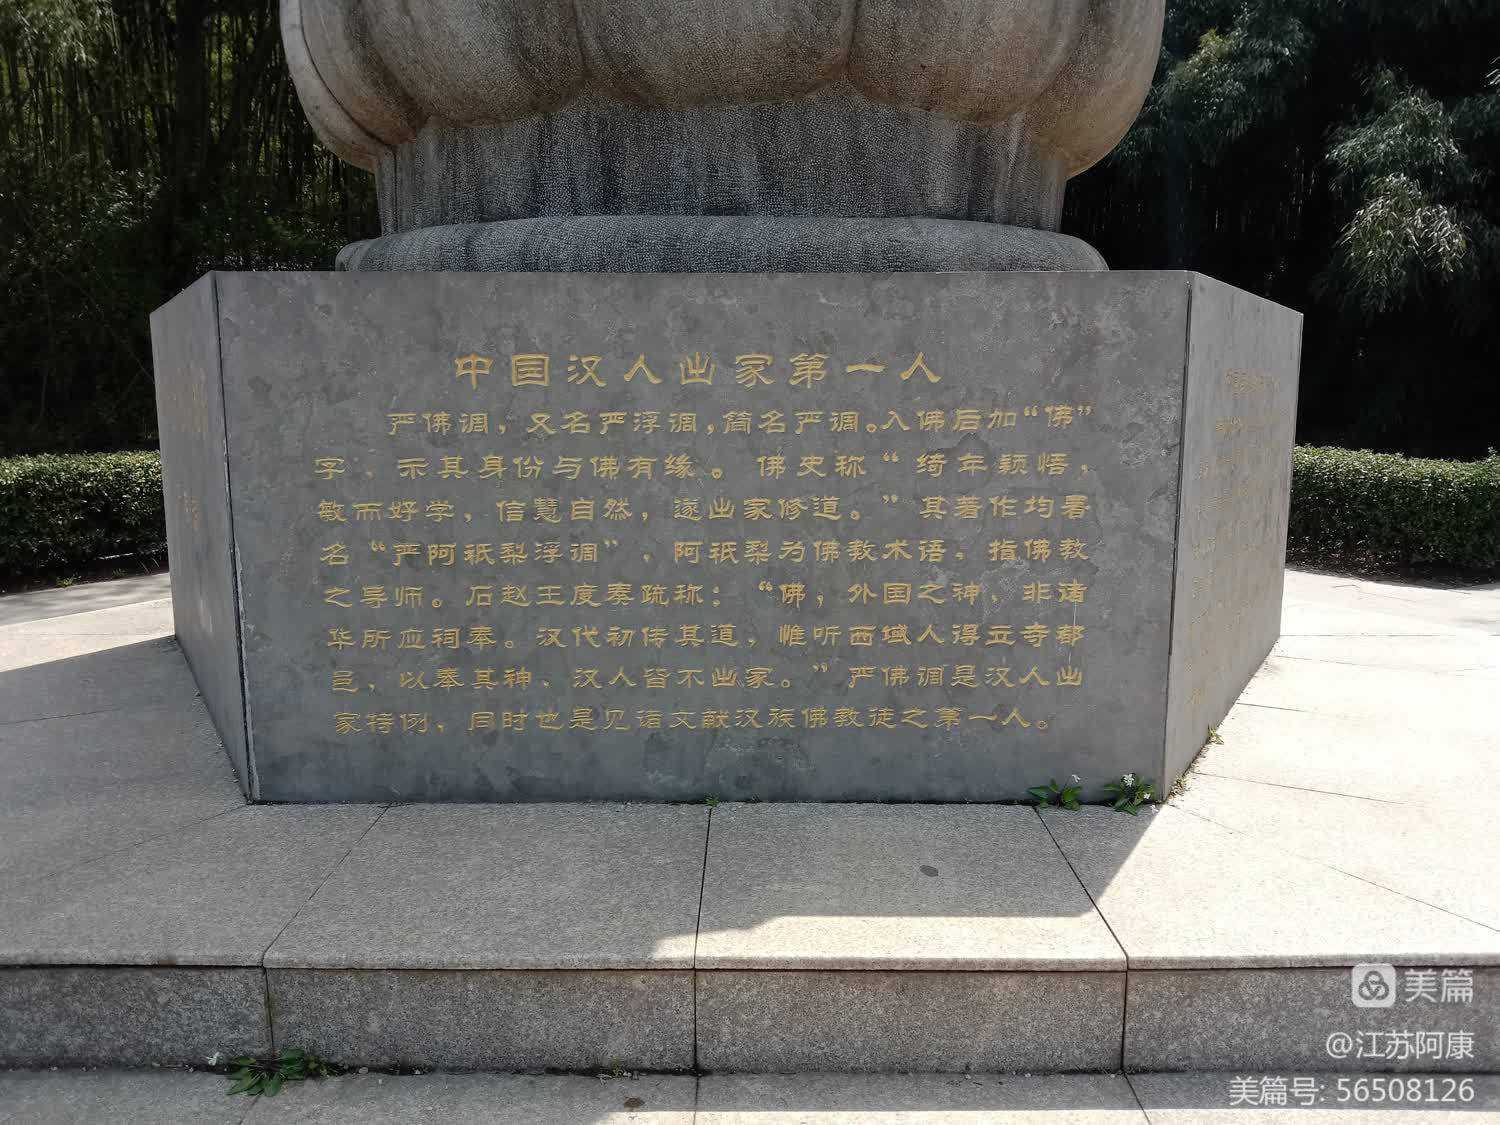 中国汉人出家第一人
严佛调，又名严浮调，简名严调。入佛后加“佛”
字，示其身份与佛有缘。佛史称“绮年颖悟，
敏而好学，信慧自然，遂出家修道。”其著作均署
名“严阿祇梨浮调”，阿祇梨为佛教术语，指佛教
之导师。后赵王度奏疏称：“佛，外国之神，非诸
华所应祠奉。汉代初传其道，惟听西域人得立寺都
邑，以奉其神，汉人皆不出家。”严佛调是汉人出
家特例，同时也是见诸文献汉族佛教徒之第一人。
美篇
@江苏阿康
美篇号: 56508126